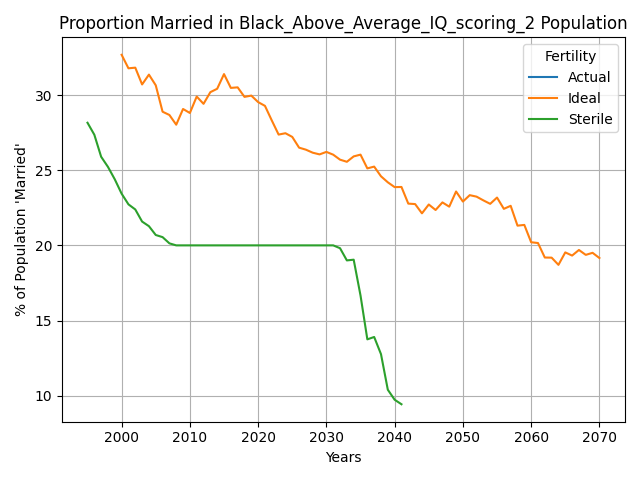 Proportion Married in Black_Above_Average_IQ_scoring_2 Population
% of Population 'Married'
30
25
20
15
10
Fertility
Actual
Ideal
Sterile
2000 2010 2020 2030 2040 2050 2060 2070
Years